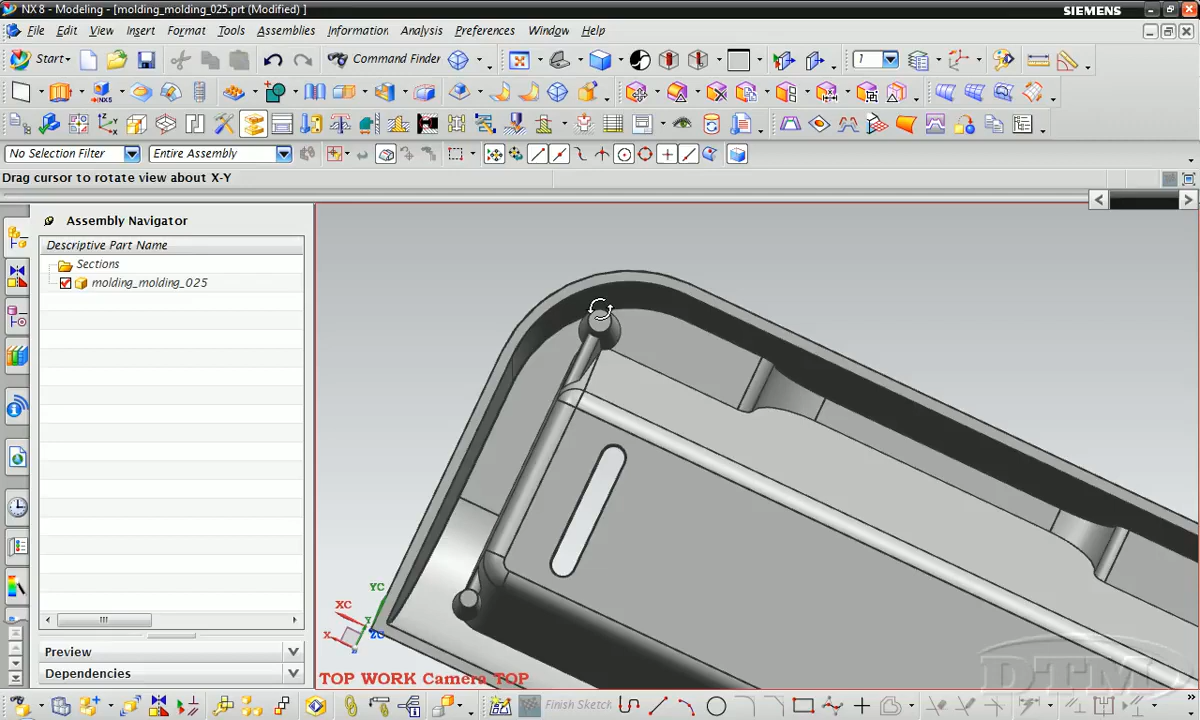 NX 8 - Modeling - [molding_molding_025.prt (Modified) ]
SIEMENS
File Edit View Insert Format Tools Assemblies Information Analysis Preferences Window Help
Start Command Finder 1
No Selection Filter Entire Assembly
Drag cursor to rotate view about X-Y
Assembly Navigator
Descriptive Part Name
Sections
molding_molding_025
YC
XC
Y
X
ZC
Preview
Dependencies
TOP WORK Camera TOP
DTM
Finish Sketch